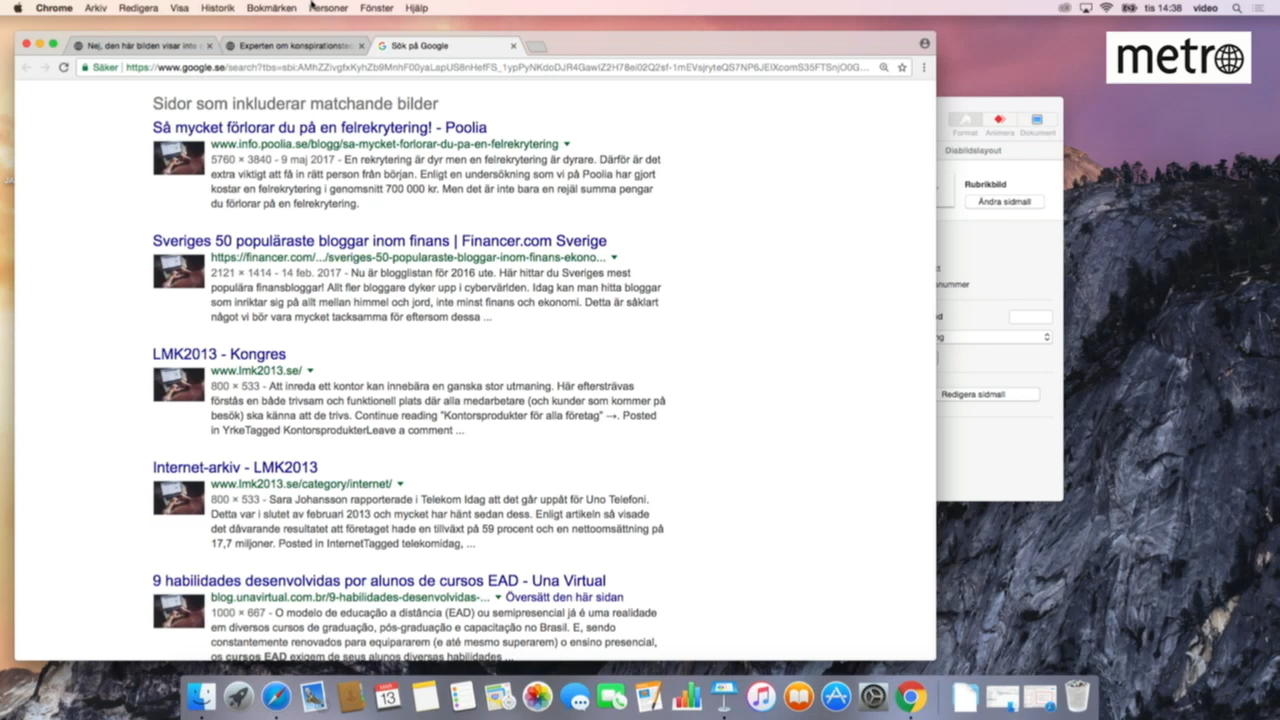 Chrome Arkiv Redigera Visa Historik Bokmärken Personer Fönster Hjälp
tis 14:38 video
metro
Nej, den här bilden visar inte
Experten om konspirationsteo
Sök på Google
Säker
Sidor som inkluderar matchande bilder
Så mycket förlorar du på en felrekrytering! - Poolia
www.info.poolia.se/blogg/sa-mycket-forlorar-du-pa-en-felrekrytering
5760 × 3840 - 9 maj 2017 - En rekrytering är dyr men en felrekrytering är dyrare. Därför är det
extra viktigt att få in rätt person från början. Enligt en undersökning som vi på Poolia har gjort
kostar en felrekrytering i genomsnitt 700 000 kr. Men det är inte bara en rejäl summa pengar
du förlorar på en felrekrytering.
Sveriges 50 populäraste bloggar inom finans | Financer.com Sverige
https://financer.com/.../sveriges-50-popularaste-bloggar-inom-finans-ekono...
2121 × 1414 - 14 feb. 2017 - Nu är blogglistan för 2016 ute. Här hittar du Sveriges mest
populära finansbloggar! Allt fler bloggare dyker upp i cybervärlden. Idag kan man hitta bloggar
som inriktar sig på allt mellan himmel och jord, inte minst finans och ekonomi. Detta är såklart
något vi bör vara mycket tacksamma för eftersom dessa ...
LMK2013 - Kongres
www.lmk2013.se/
800 × 533 - Att inreda ett kontor kan innebära en ganska stor utmaning. Här eftersträvas
förstås en både trivsam och funktionell plats där alla medarbetare (och kunder som kommer på
besök) ska känna att de trivs. Continue reading "Kontorsprodukter för alla företag" →. Posted
in YrkeTagged KontorsprodukterLeave a comment ...
Internet-arkiv - LMK2013
www.lmk2013.se/category/internet/
800 × 533 - Sara Johansson rapporterade i Telekom Idag att det går uppåt för Uno Telefoni.
Detta var i slutet av februari 2013 och mycket har hänt sedan dess. Enligt artikeln så visade
det dåvarande resultatet att företaget hade en tillväxt på 59 procent och en nettoomsättning på
17,7 miljoner. Posted in InternetTagged telekomidag, ...
9 habilidades desenvolvidas por alunos de cursos EAD - Una Virtual
blog.unavirtual.com.br/9-habilidades-desenvolvidas-... Översätt den här sidan
1000 × 667 - O modelo de educação a distância (EAD) ou semipresencial já é uma realidade
em diversos cursos de graduação, pós-graduação e capacitação no Brasil. E, sendo
constantemente renovados para equipararem (e até mesmo superarem) o ensino presencial,
os cursos EAD exigem de seus alunos diversas habilidades ...
Format Animera Dokument
Diabildslayout
Rubrikbild
Ändra sidmall
Redigera sidmall
13